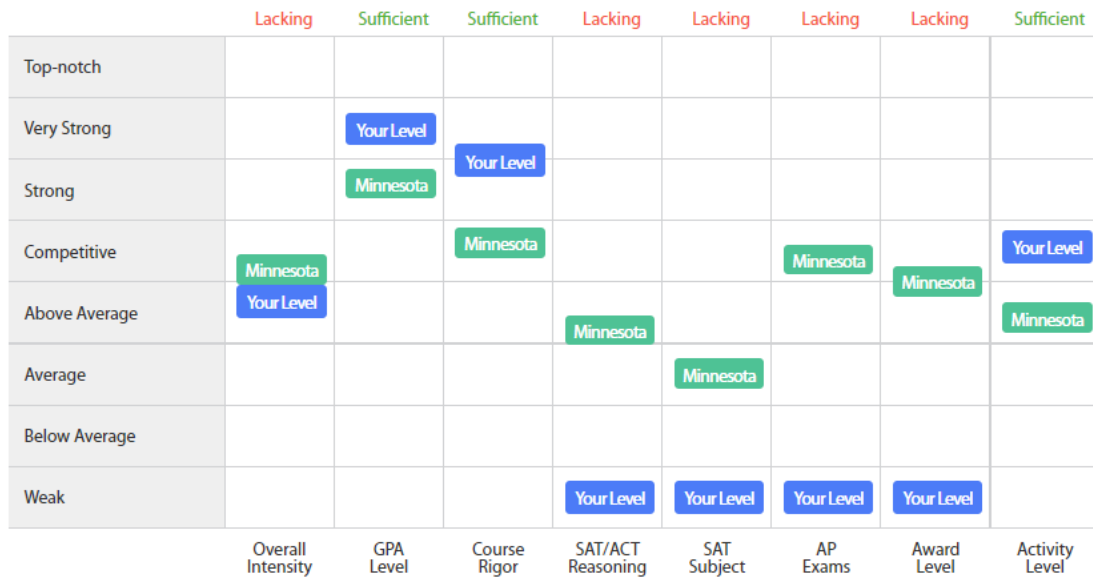 Lacking Sufficient Sufficient Lacking Lacking Lacking Lacking Sufficient
Top-notch
Very Strong
Your Level
Your Level
Strong
Minnesota
Competitive
Minnesota
Your Level
Minnesota
Minnesota
Minnesota
Your Level
Above Average
Minnesota
Minnesota
Average
Minnesota
Below Average
Weak
Your Level Your Level Your Level Your Level
Overall Intensity
GPA Level
Course Rigor
SAT/ACT Reasoning
SAT Subject
AP Exams
Award Level
Activity Level